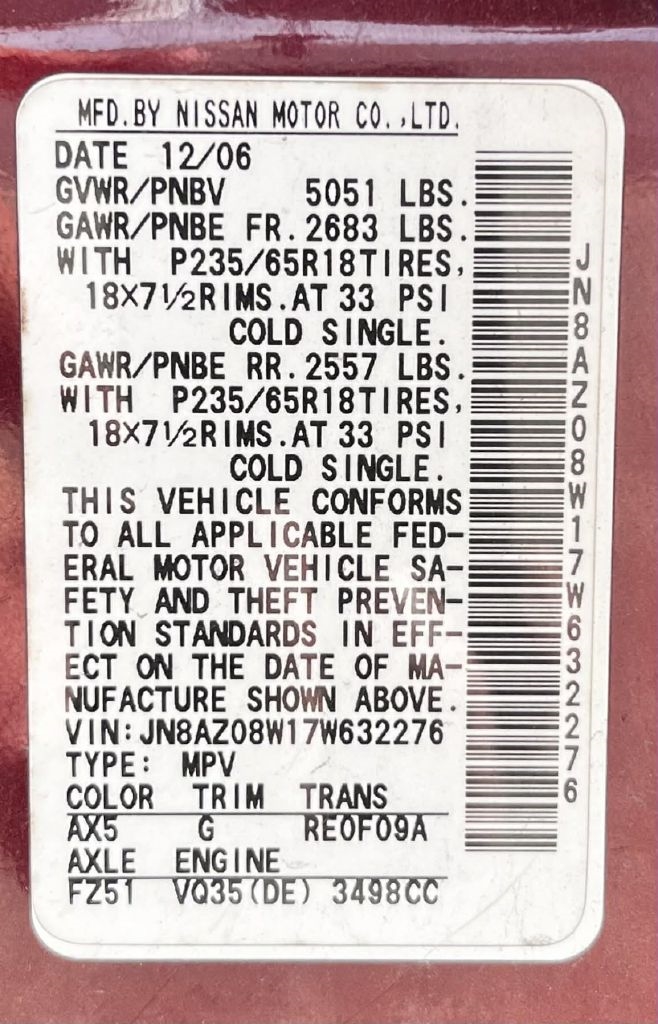 MFD.BY NISSAN MOTOR CO.,LTD.
DATE 12/06
GVWR/PNBV 5051 LBS.
GAWR/PNBE FR.2683 LBS.
WITH P235/65R18TIRES,
18X7½RIMS.AT 33 PSI
COLD SINGLE.
GAWR/PNBE RR.2557 LBS.
WITH P235/65R18TIRES,
18X7½RIMS.AT 33 PSI
COLD SINGLE.
THIS VEHICLE CONFORMS
TO ALL APPLICABLE FED-
ERAL MOTOR VEHICLE SA-
FETY AND THEFT PREVEN-
TION STANDARDS IN EFF-
ECT ON THE DATE OF MA-
NUFACTURE SHOWN ABOVE.
VIN:JN8AZ08W17W632276
TYPE: MPV
COLOR TRIM TRANS
AX5 G RE0F09A
AXLE ENGINE
FZ51 VQ35(DE) 3498CC
JN8AZ08W17W632276